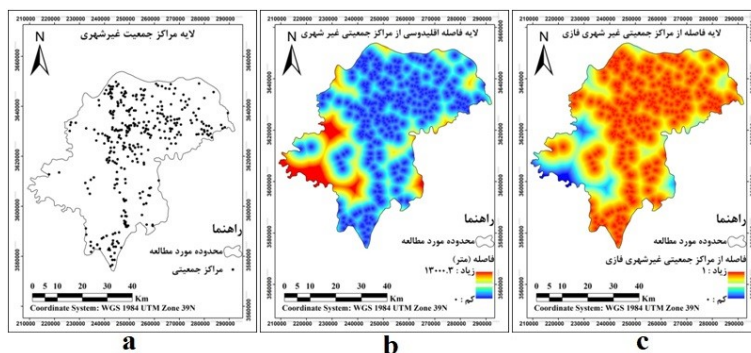 لایه مراکز جمعیت غیرشهری
N
راهنما
محدوده مورد مطالعه
مراکز جمعیتی
0 5 10 20 30 40
Km
Coordinate System: WGS 1984 UTM Zone 39N
210000 220000 230000 240000 250000 260000 270000 280000 290000
a
لایه فاصله اقلیدوسی از مراکز جمعیتی غیر شهری
N
راهنما
محدوده مورد مطالعه
فاصله (متر)
زیاد : ۱۳۰۰۰.۳
کم : ۰
0 5 10 20 30 40
Km
Coordinate System: WGS 1984 UTM Zone 39N
210000 220000 230000 240000 250000 260000 270000 280000 290000
b
لایه فاصله از مراکز جمعیتی غیر شهری فازی
N
راهنما
محدوده مورد مطالعه
فاصله از مراکز جمعیتی غیرشهری فازی
زیاد : ۱
کم : ۰
0 5 10 20 30 40
Km
Coordinate System: WGS 1984 UTM Zone 39N
210000 220000 230000 240000 250000 260000 270000 280000 290000
c